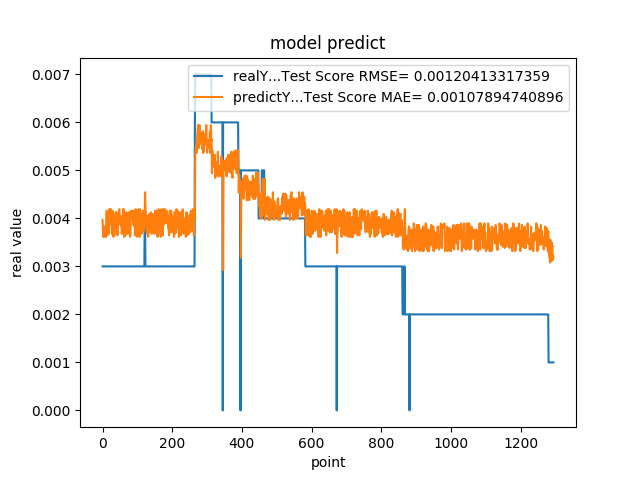 model predict
realY...Test Score RMSE= 0.00120413317359
predictY...Test Score MAE= 0.00107894740896
0.007
0.006
0.005
0.004
0.003
0.002
0.001
0.000
real value
0 200 400 600 800 1000 1200
point